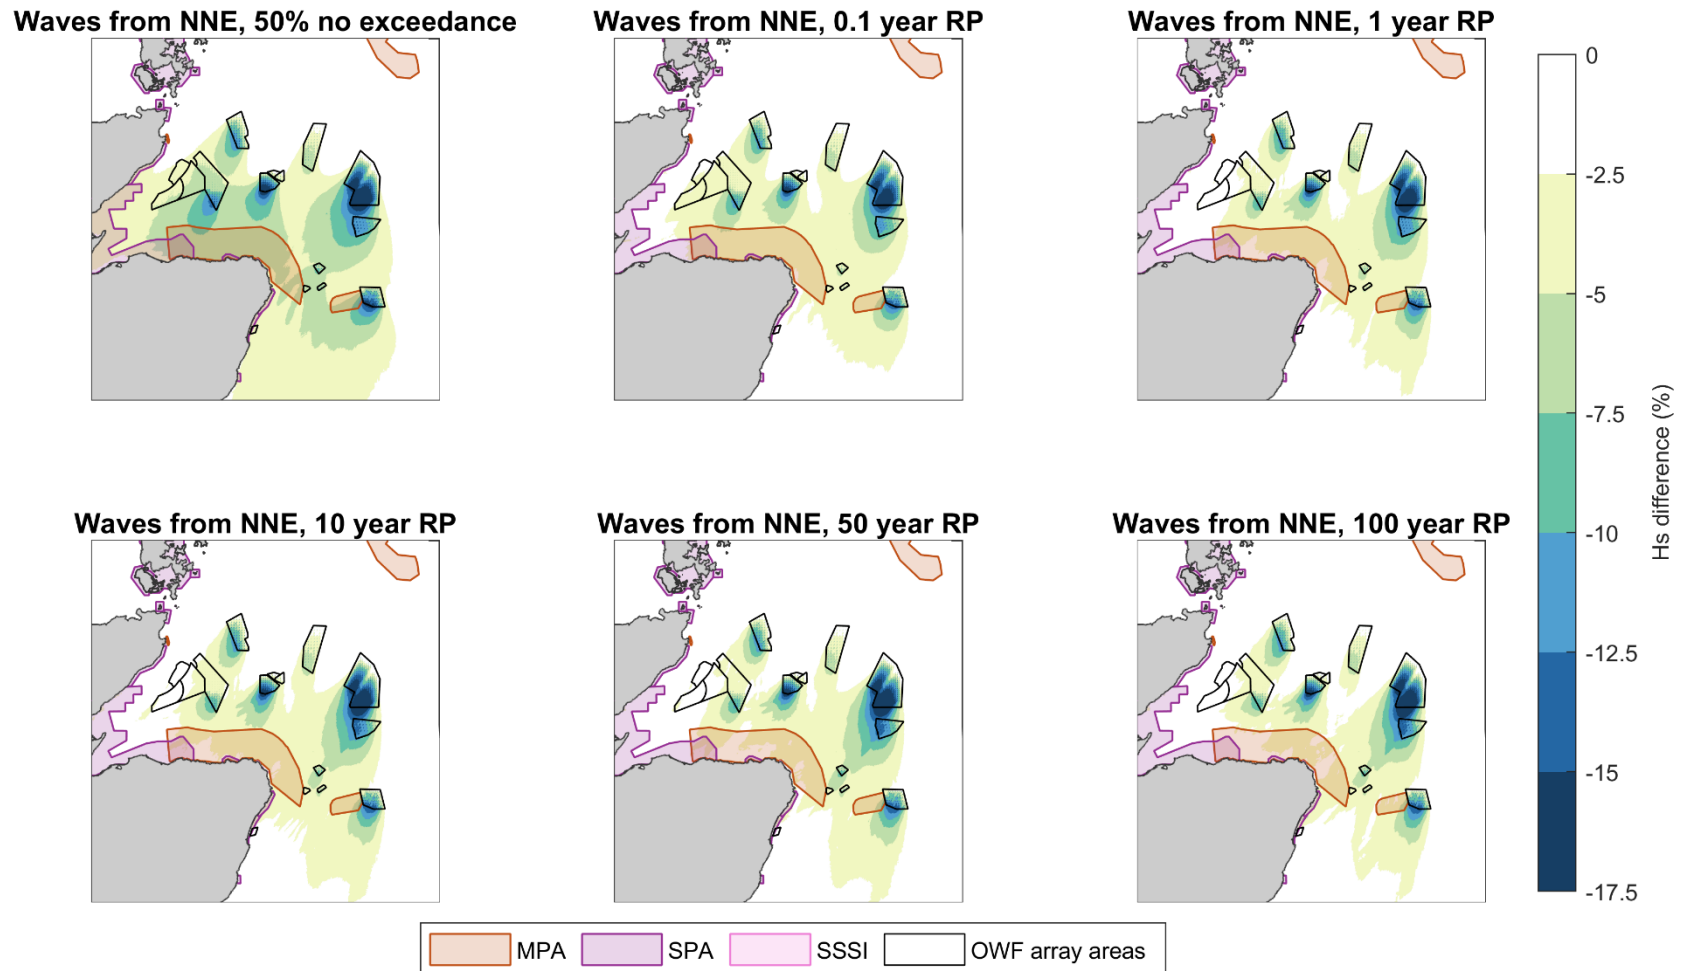 Waves from NNE, 50% no exceedance
Waves from NNE, 0.1 year RP
Waves from NNE, 1 year RP
0
-2.5
-5
-7.5
-10
-12.5
-15
-17.5
Hs difference (%)
Waves from NNE, 10 year RP
Waves from NNE, 50 year RP
Waves from NNE, 100 year RP
MPA
SPA
SSSI
OWF array areas